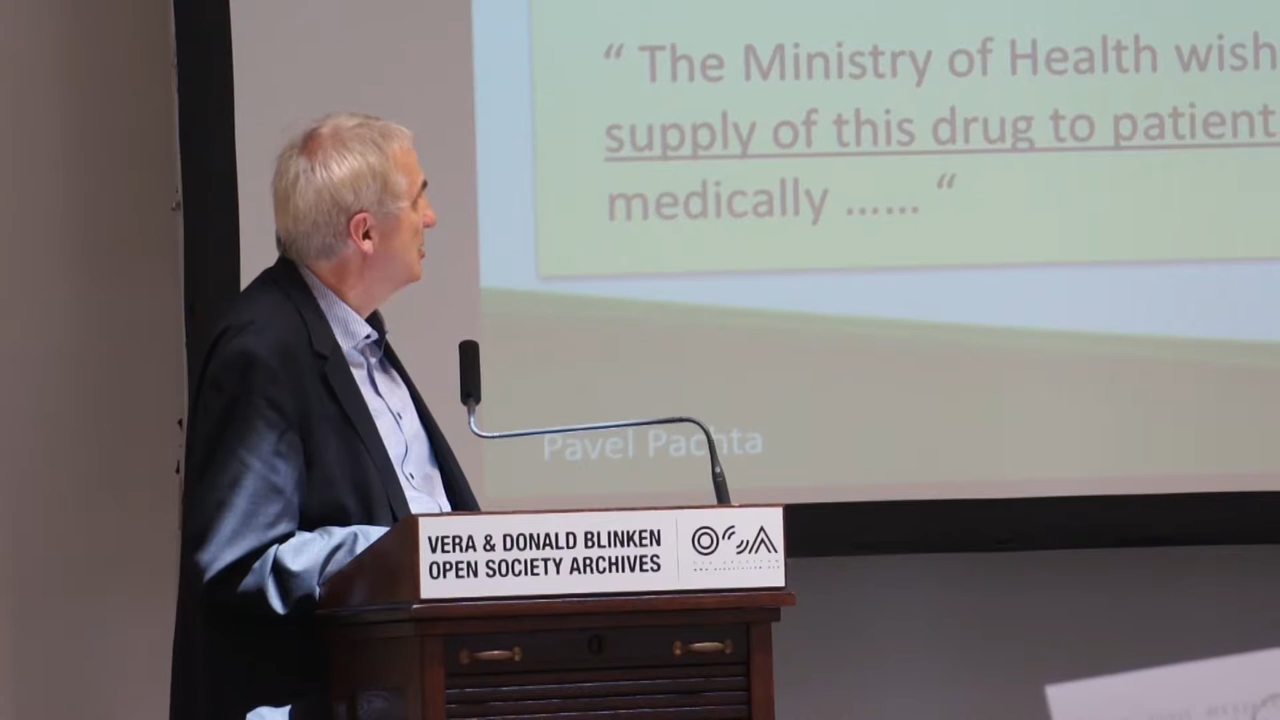 “ The Ministry of Health wish
supply of this drug to patient
medically ...... “
Pavel Pachta
VERA & DONALD BLINKEN
OPEN SOCIETY ARCHIVES
OSA